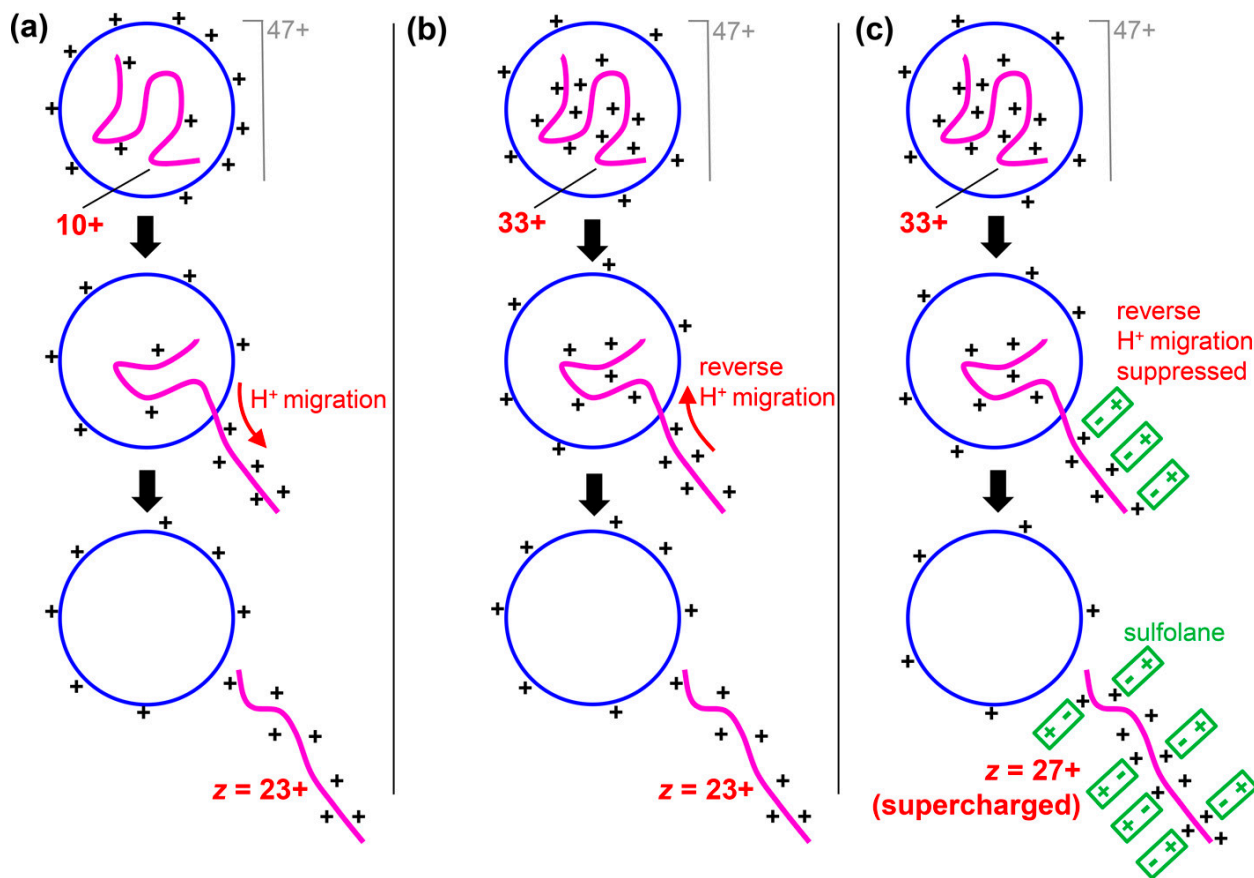 (a)
47+
10+
H⁺ migration
z = 23+
(b)
47+
33+
reverse
H⁺ migration
z = 23+
(c)
47+
33+
reverse
H⁺ migration
suppressed
sulfolane
z = 27+
(supercharged)